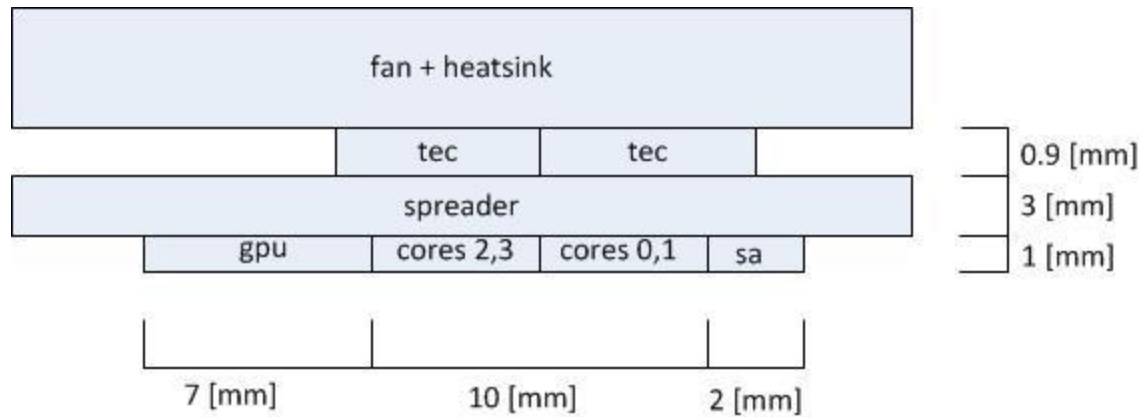 fan + heatsink
tec
tec
0.9 [mm]
spreader
3 [mm]
gpu
cores 2,3
cores 0,1
sa
1 [mm]
7 [mm]
10 [mm]
2 [mm]